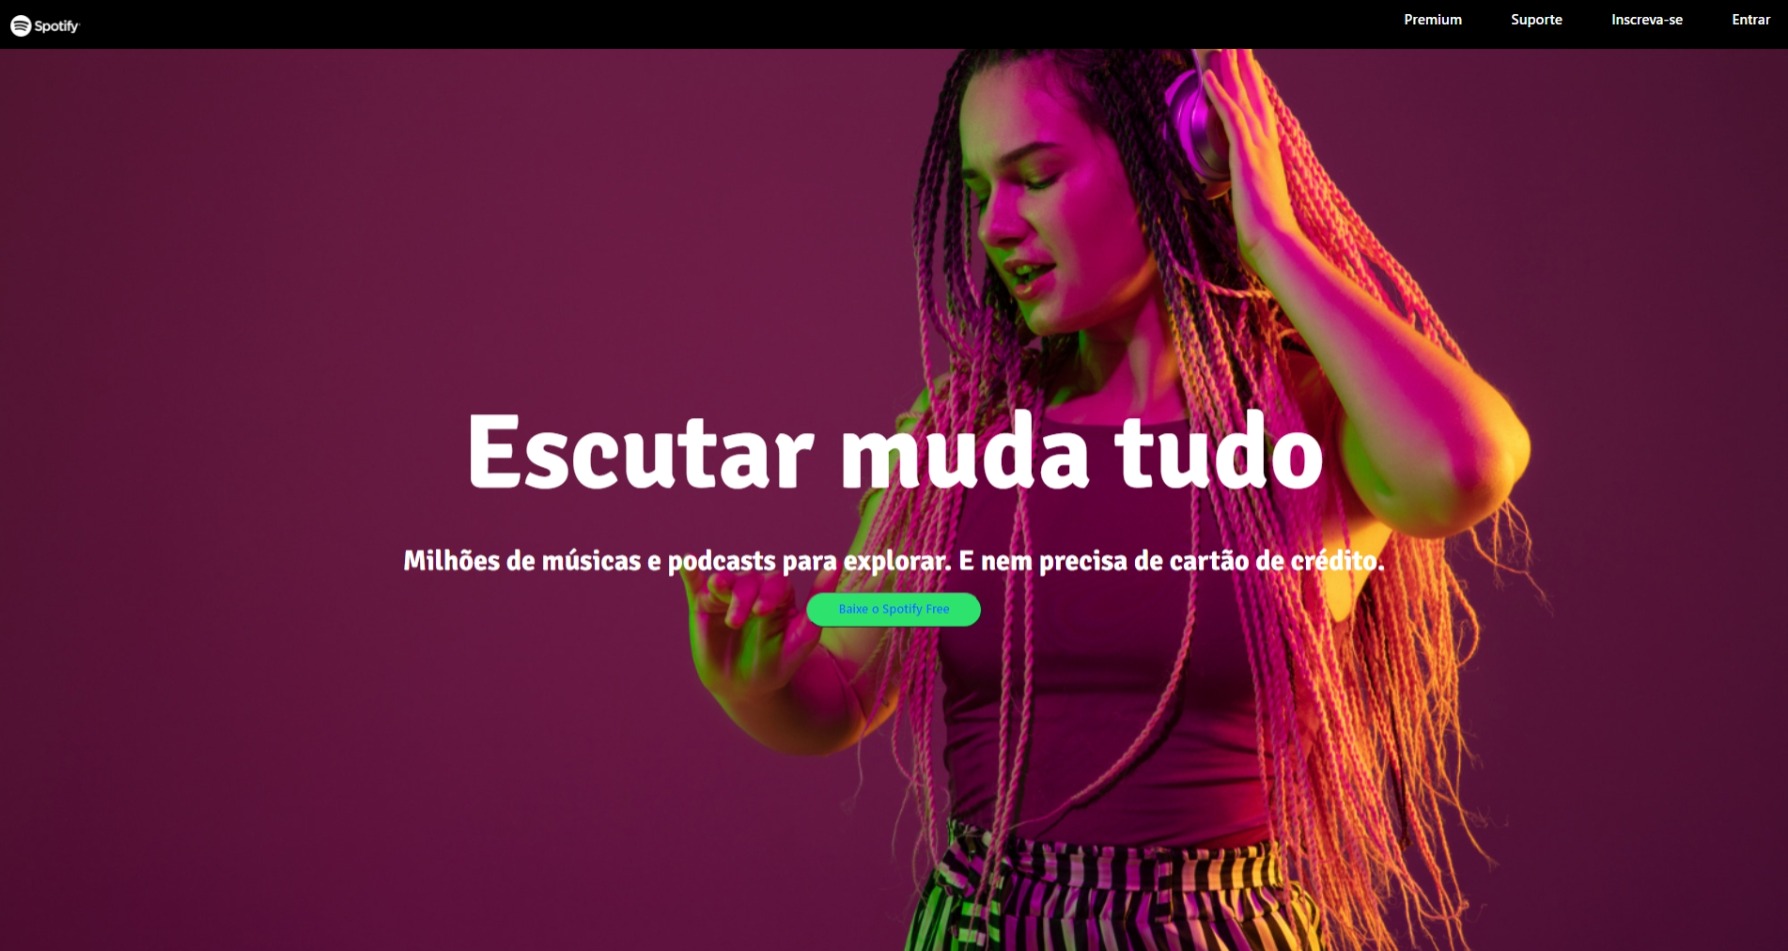 Spotify
Premium Suporte Inscreva-se Entrar
Escutar muda tudo
Milhões de músicas e podcasts para explorar. E nem precisa de cartão de crédito.
Baixe o Spotify Free